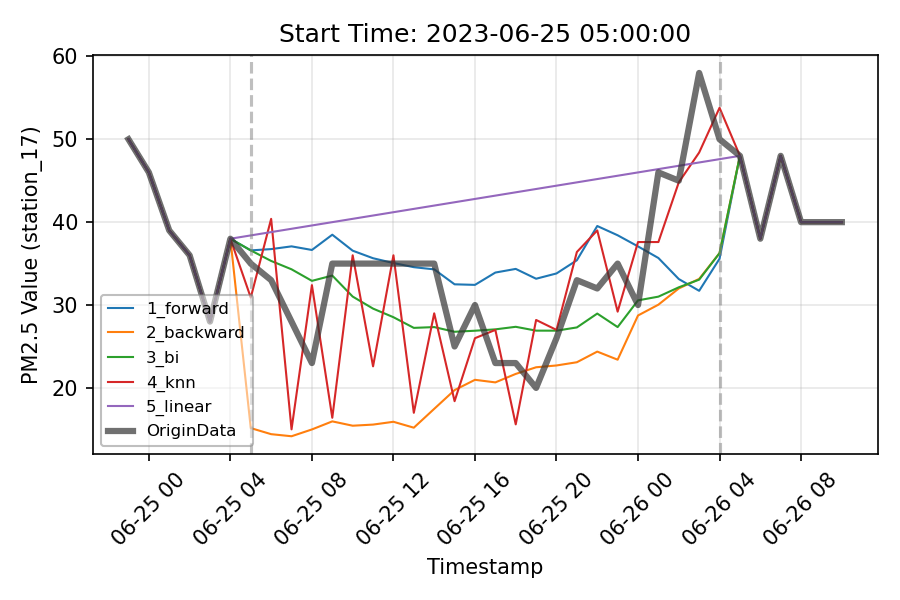 Start Time: 2023-06-25 05:00:00
PM2.5 Value (station_17)
60
50
40
30
20
1_forward
2_backward
3_bi
4_knn
5_linear
OriginData
06-25 00
06-25 04
06-25 08
06-25 12
06-25 16
06-25 20
06-26 00
06-26 04
06-26 08
Timestamp